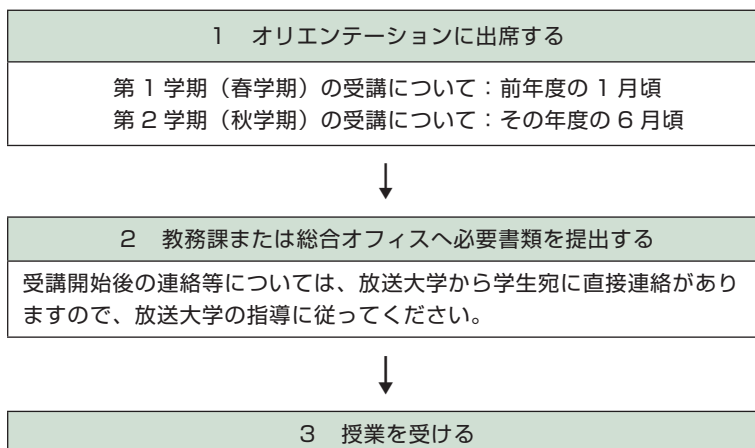 1 オリエンテーションに出席する
第1学期（春学期）の受講について：前年度の1月頃
第2学期（秋学期）の受講について：その年度の6月頃
2 教務課または総合オフィスへ必要書類を提出する
受講開始後の連絡等については、放送大学から学生宛に直接連絡があり
ますので、放送大学の指導に従ってください。
3 授業を受ける